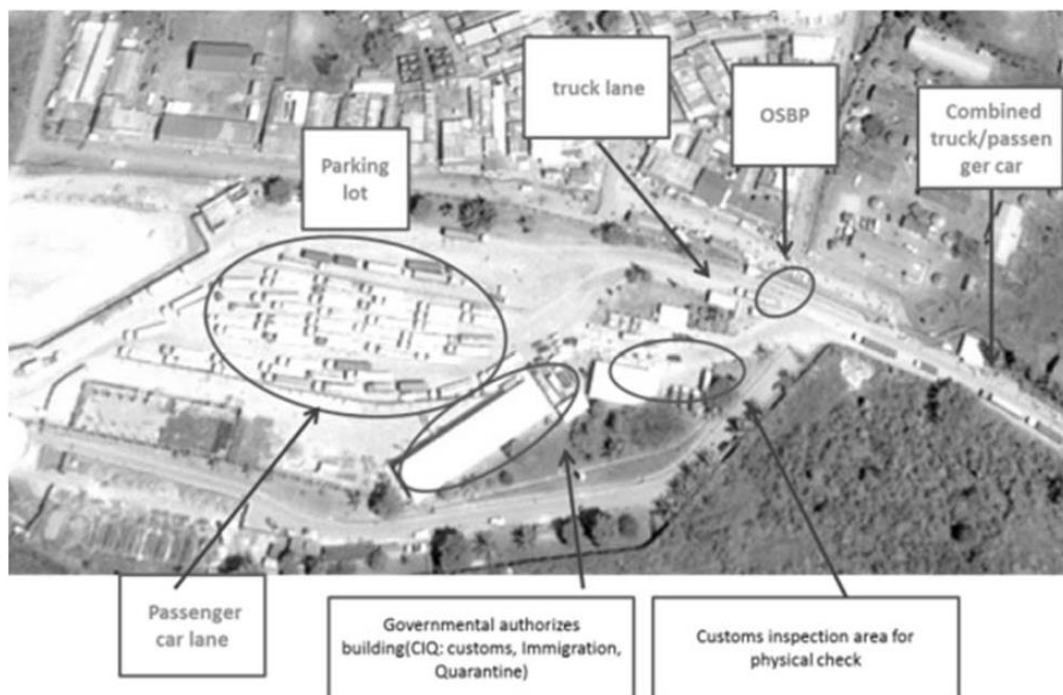 truck lane
OSBP
Combined
truck/passen
ger car
Parking
lot
Passenger
car lane
Governmental authorizes
building(CIQ: customs, Immigration,
Quarantine)
Customs inspection area for
physical check